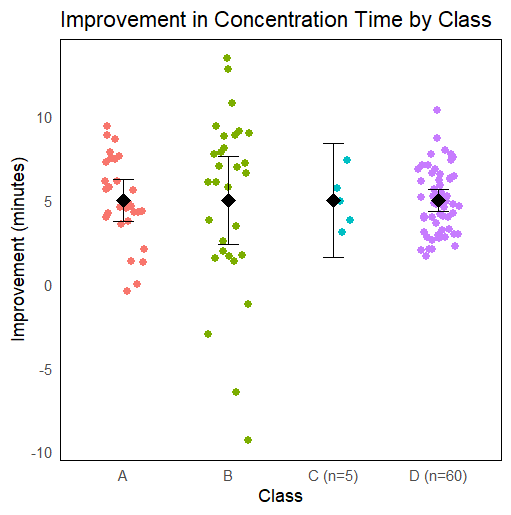 Improvement in Concentration Time by Class
Improvement (minutes)
10
5
0
-5
-10
A B C (n=5) D (n=60)
Class